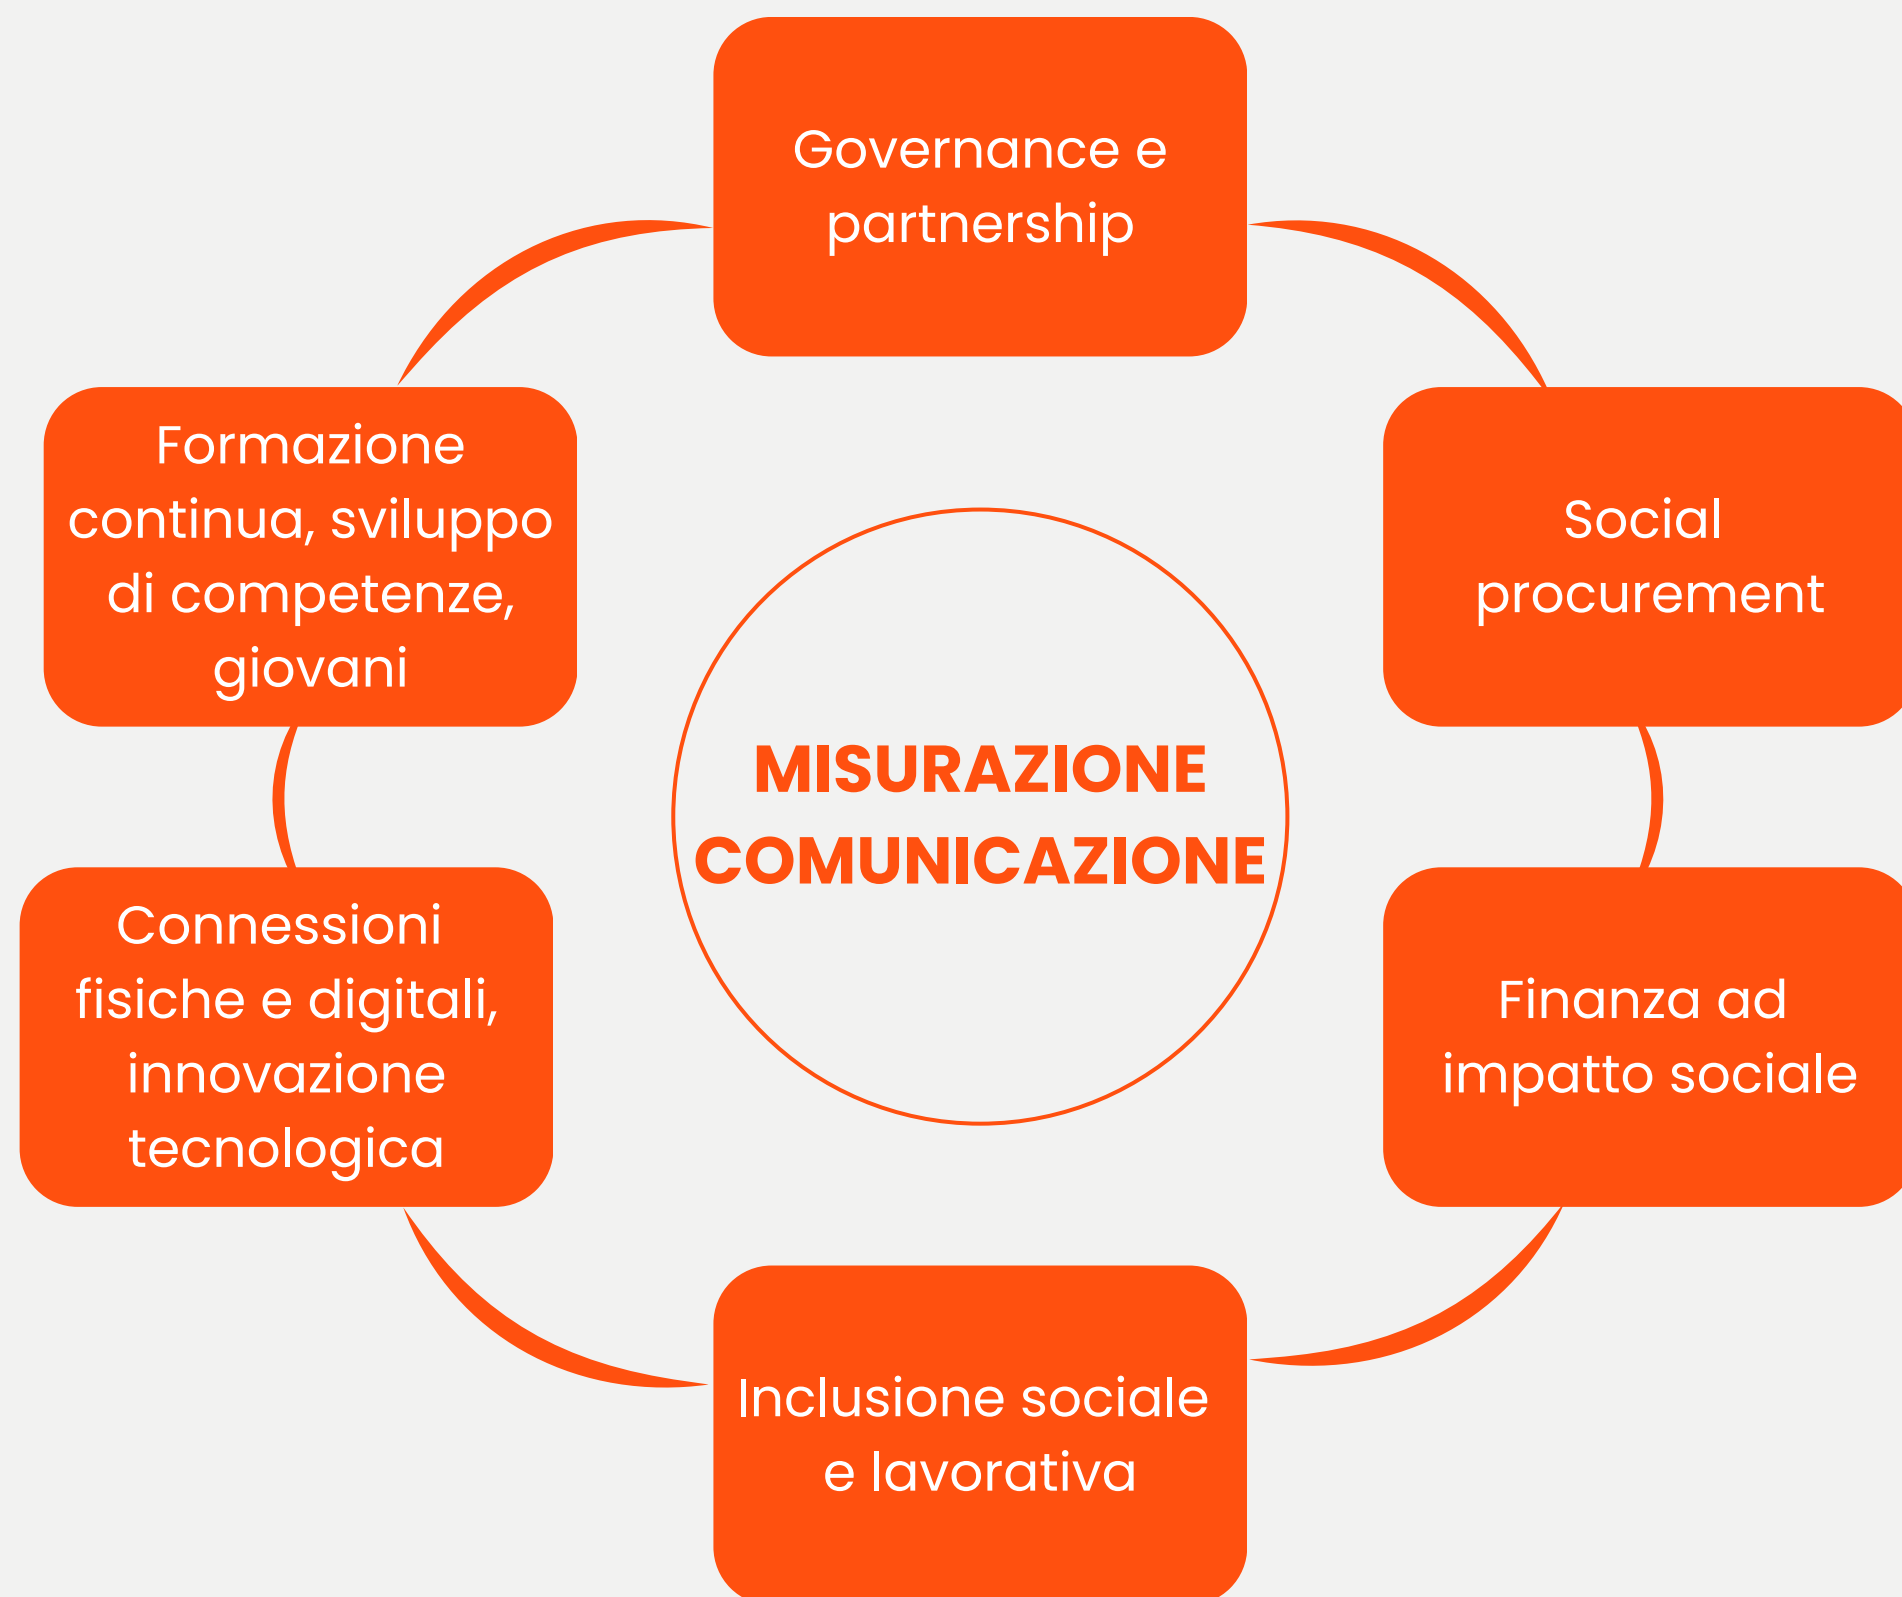 Governance e
partnership
Formazione
continua, sviluppo
di competenze,
giovani
Social
procurement
MISURAZIONE
COMUNICAZIONE
Connessioni
fisiche e digitali,
innovazione
tecnologica
Finanza ad
impatto sociale
Inclusione sociale
e lavorativa